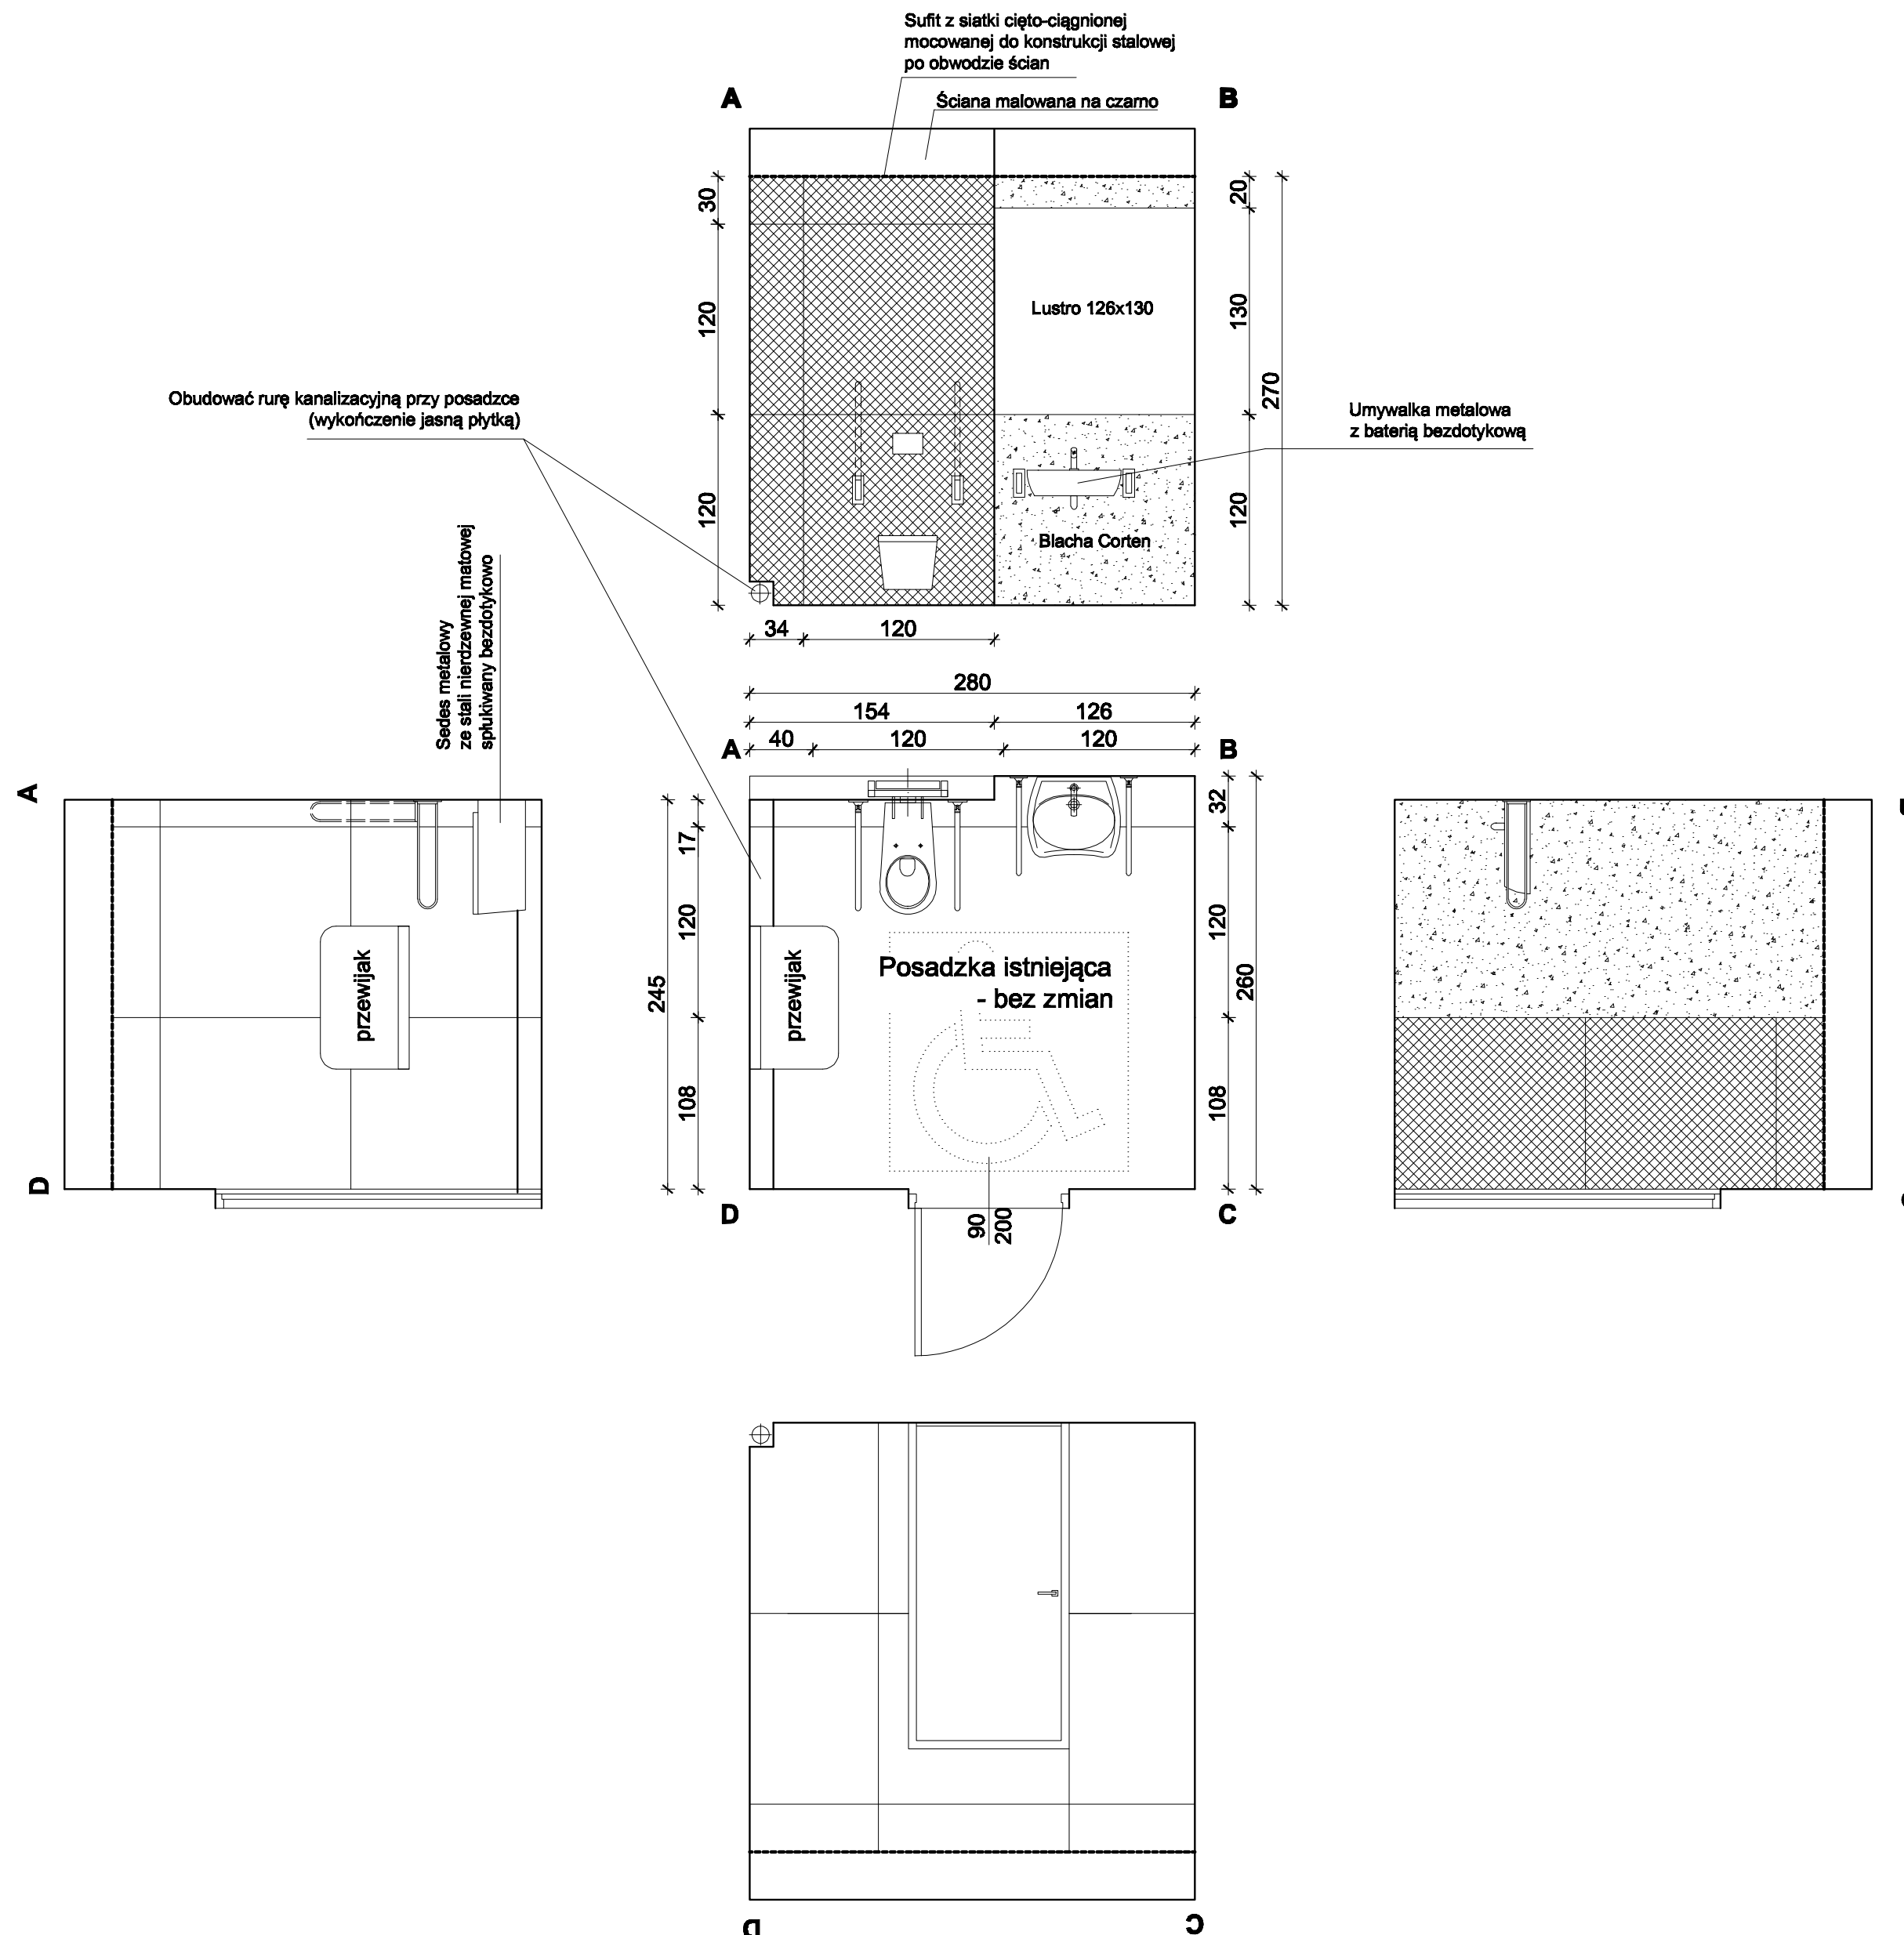 Sufit z siatki cięto-ciągnionej
mocowanej do konstrukcji stalowej
po obwodzie ścian
A
Ściana malowana na czarno
B
30
120
120
Lustro 126x130
Blacha Corten
20
130
120
270
Obudować rurę kanalizacyjną przy posadzce
(wykończenie jasną płytką)
Umywalka metalowa
z baterią bezdotykową
34
120
Sedes metalowy
ze stali nierdzewnej matowej
spłukiwany bezdotykowo
280
154
126
A
40
120
120
B
A
D
przewijak
245
17
120
108
przewijak
Posadzka istniejąca
- bez zmian
32
120
108
260
D
90
200
C
D
C